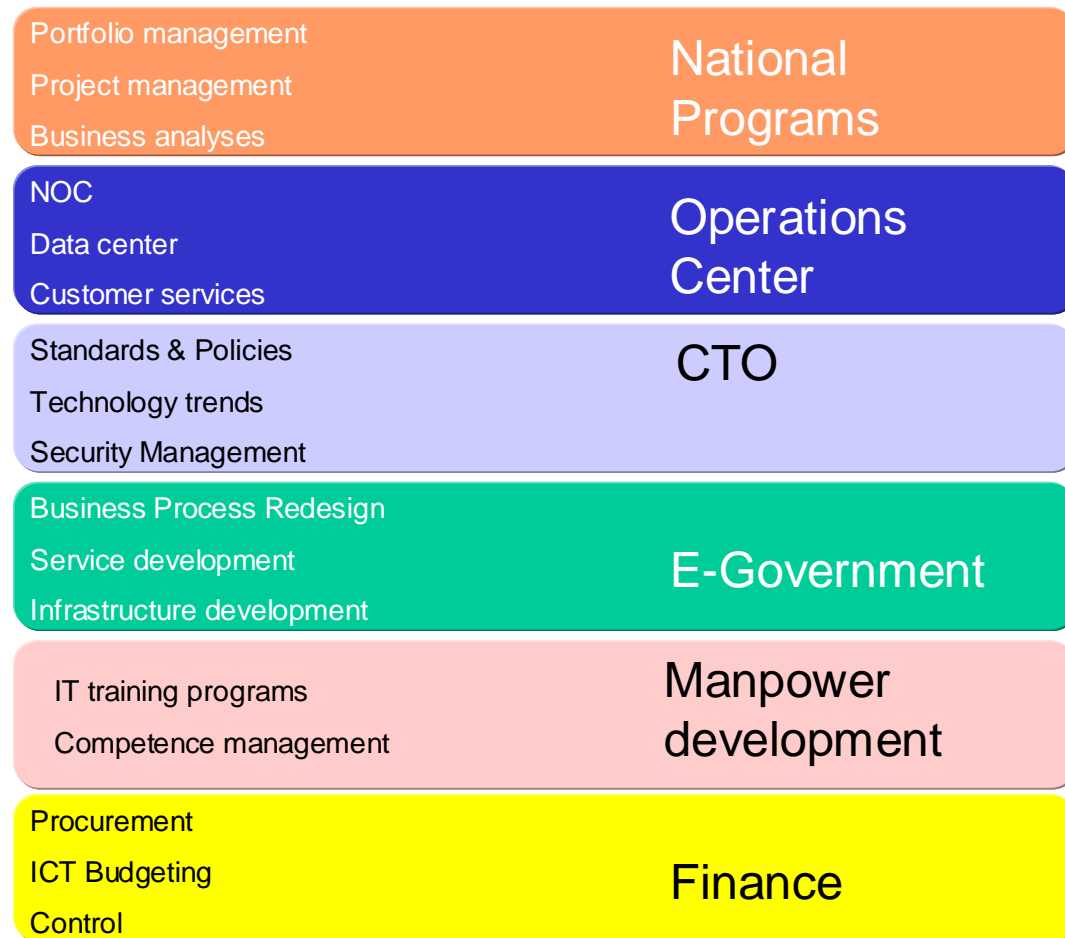 Portfolio management
Project management
Business analyses
National
Programs
NOC
Data center
Customer services
Operations
Center
Standards & Policies
Technology trends
Security Management
CTO
Business Process Redesign
Service development
Infrastructure development
E-Government
IT training programs
Competence management
Manpower
development
Procurement
ICT Budgeting
Control
Finance